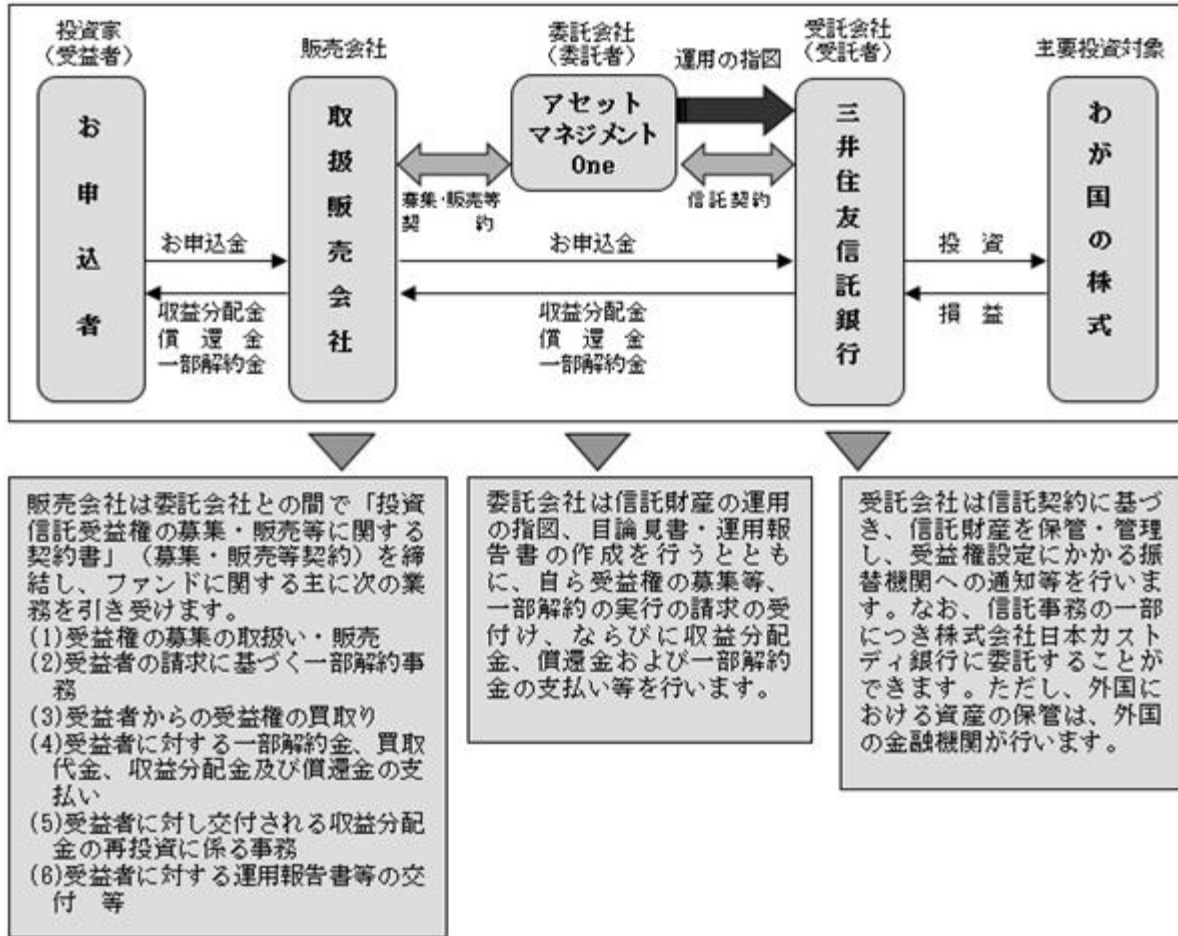 投資家
（受益者）
販売会社
委託会社
（委託者）
運用の指図
受託会社
（受託者）
主要投資対象
お申込者
取扱販売会社
アセット
マネジメント
One
三井住友信託銀行
わが国の株式
募集・販売等
契　　約
信託契約
お申込金
収益分配金
償　還　金
一部解約金
お申込金
収益分配金
償　還　金
一部解約金
投　資
損　益
販売会社は委託会社との間で「投資
信託受益権の募集・販売等に関する
契約書」（募集・販売等契約）を締
結し、ファンドに関する主に次の業
務を引き受けます。
(1)受益権の募集の取扱い・販売
(2)受益者の請求に基づく一部解約事
務
(3)受益者からの受益権の買取り
(4)受益者に対する一部解約金、買取
代金、収益分配金及び償還金の支
払い
(5)受益者に対し交付される収益分配
金の再投資に係る事務
(6)受益者に対する運用報告書等の交
付　等
委託会社は信託財産の運用
の指図、目論見書・運用報
告書の作成を行うととも
に、自ら受益権の募集等、
一部解約の実行の請求の受
付け、ならびに収益分配
金、償還金および一部解約
金の支払い等を行います。
受託会社は信託契約に基づ
き、信託財産を保管・管理
し、受益権設定にかかる振
替機関への通知等を行いま
す。なお、信託事務の一部
につき株式会社日本カスト
ディ銀行に委託することが
できます。ただし、外国に
おける資産の保管は、外国
の金融機関が行います。